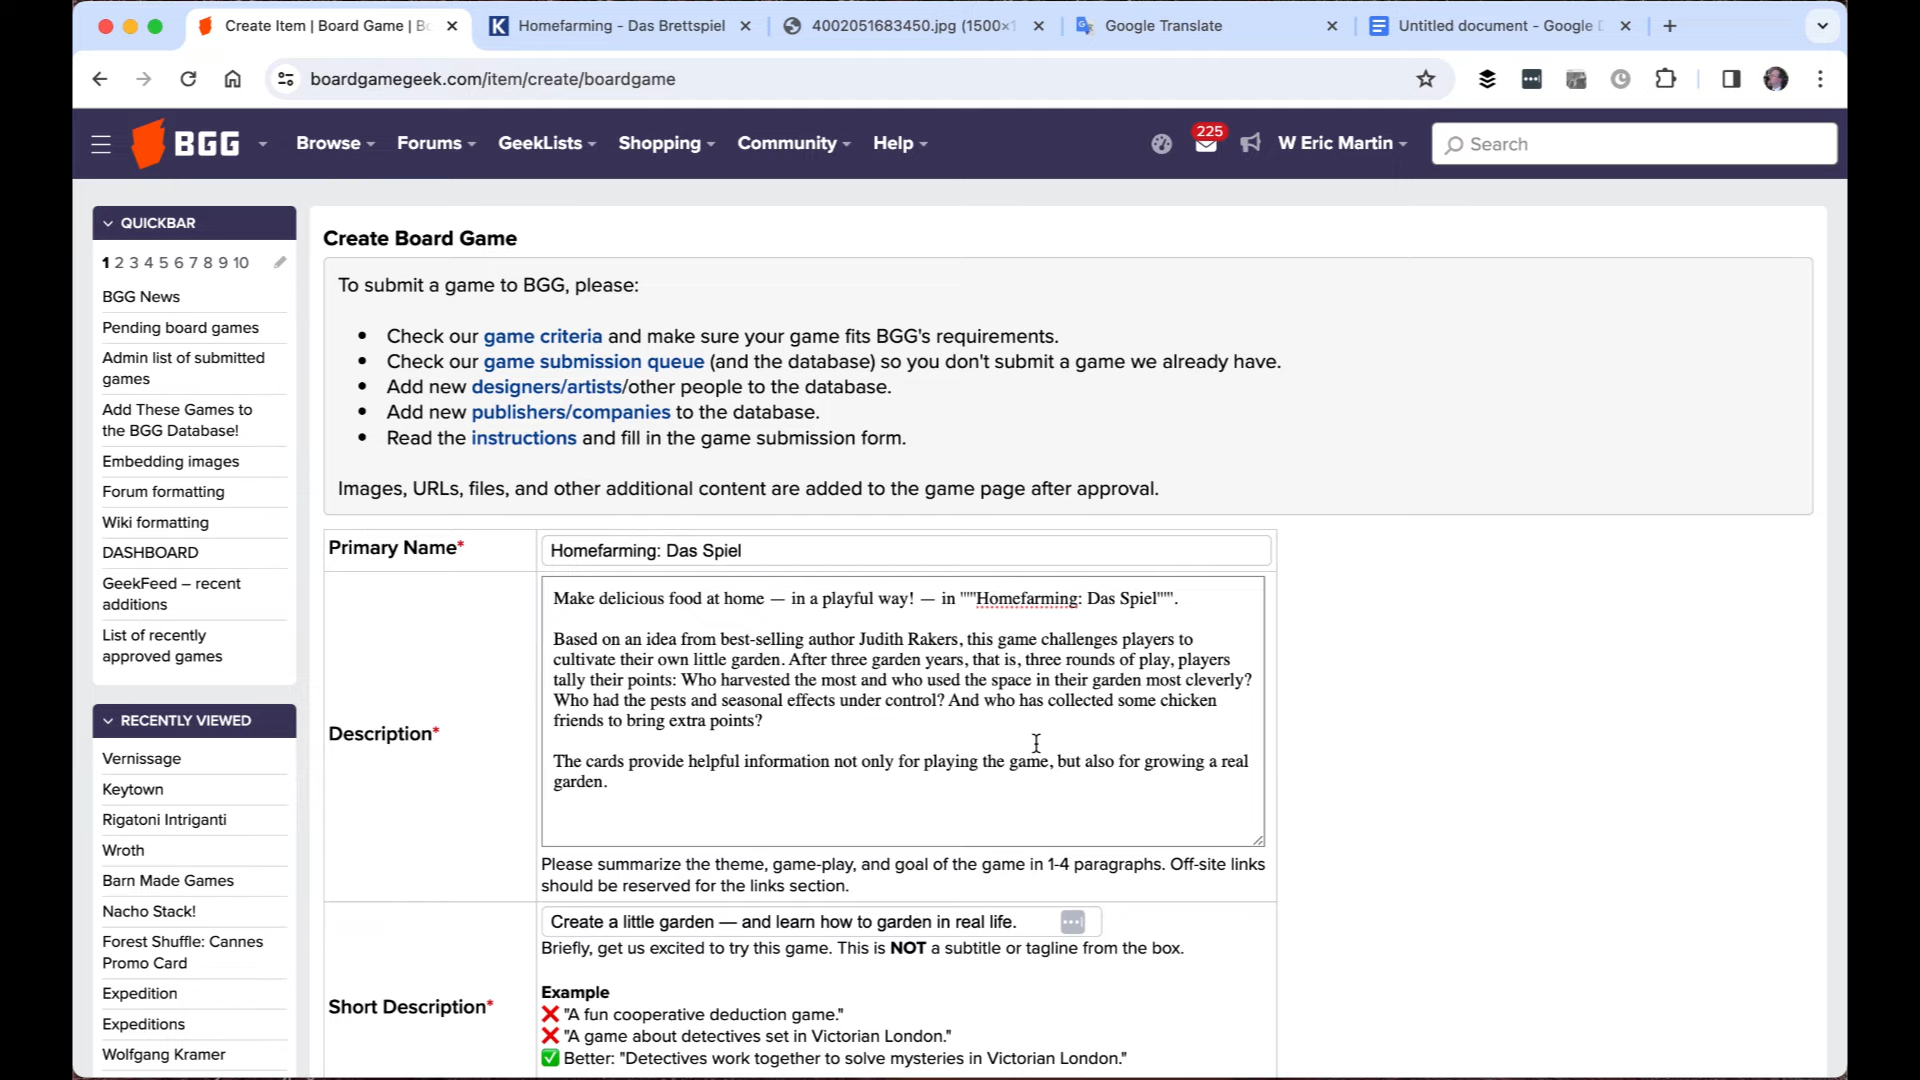 Create Item | Board Game | Bo
Homefarming - Das Brettspiel
4002051683450.jpg (1500×1
Google Translate
Untitled document - Google D
boardgamegeek.com/item/create/boardgame
BGG
Browse
Forums
GeekLists
Shopping
Community
Help
225
W Eric Martin
Search
QUICKBAR
1 2 3 4 5 6 7 8 9 10
BGG News
Pending board games
Admin list of submitted
games
Add These Games to
the BGG Database!
Embedding images
Forum formatting
Wiki formatting
DASHBOARD
GeekFeed – recent
additions
List of recently
approved games
RECENTLY VIEWED
Vernissage
Keytown
Rigatoni Intriganti
Wroth
Barn Made Games
Nacho Stack!
Forest Shuffle: Cannes
Promo Card
Expedition
Expeditions
Wolfgang Kramer
Create Board Game
To submit a game to BGG, please:
• Check our game criteria and make sure your game fits BGG's requirements.
• Check our game submission queue (and the database) so you don't submit a game we already have.
• Add new designers/artists/other people to the database.
• Add new publishers/companies to the database.
• Read the instructions and fill in the game submission form.
Images, URLs, files, and other additional content are added to the game page after approval.
Primary Name*
Homefarming: Das Spiel
Description*
Make delicious food at home — in a playful way! — in '''''Homefarming: Das Spiel'''''.
Based on an idea from best-selling author Judith Rakers, this game challenges players to
cultivate their own little garden. After three garden years, that is, three rounds of play, players
tally their points: Who harvested the most and who used the space in their garden most cleverly?
Who had the pests and seasonal effects under control? And who has collected some chicken
friends to bring extra points?
The cards provide helpful information not only for playing the game, but also for growing a real
garden.
Please summarize the theme, game-play, and goal of the game in 1-4 paragraphs. Off-site links
should be reserved for the links section.
Short Description*
Create a little garden — and learn how to garden in real life.
Briefly, get us excited to try this game. This is NOT a subtitle or tagline from the box.
Example
❌ "A fun cooperative deduction game."
❌ "A game about detectives set in Victorian London."
✅ Better: "Detectives work together to solve mysteries in Victorian London."